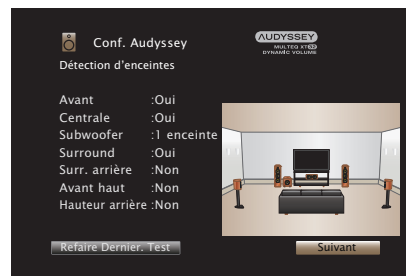 Conf. Audyssey
AUDYSSEY
MULTEQ XT32
DYNAMIC VOLUME
Détection d'enceintes
Avant :Oui
Centrale :Oui
Subwoofer :1 enceinte
Surround :Oui
Surr. arrière :Non
Avant haut :Non
Hauteur arrière :Non
Refaire Dernier. Test
Suivant